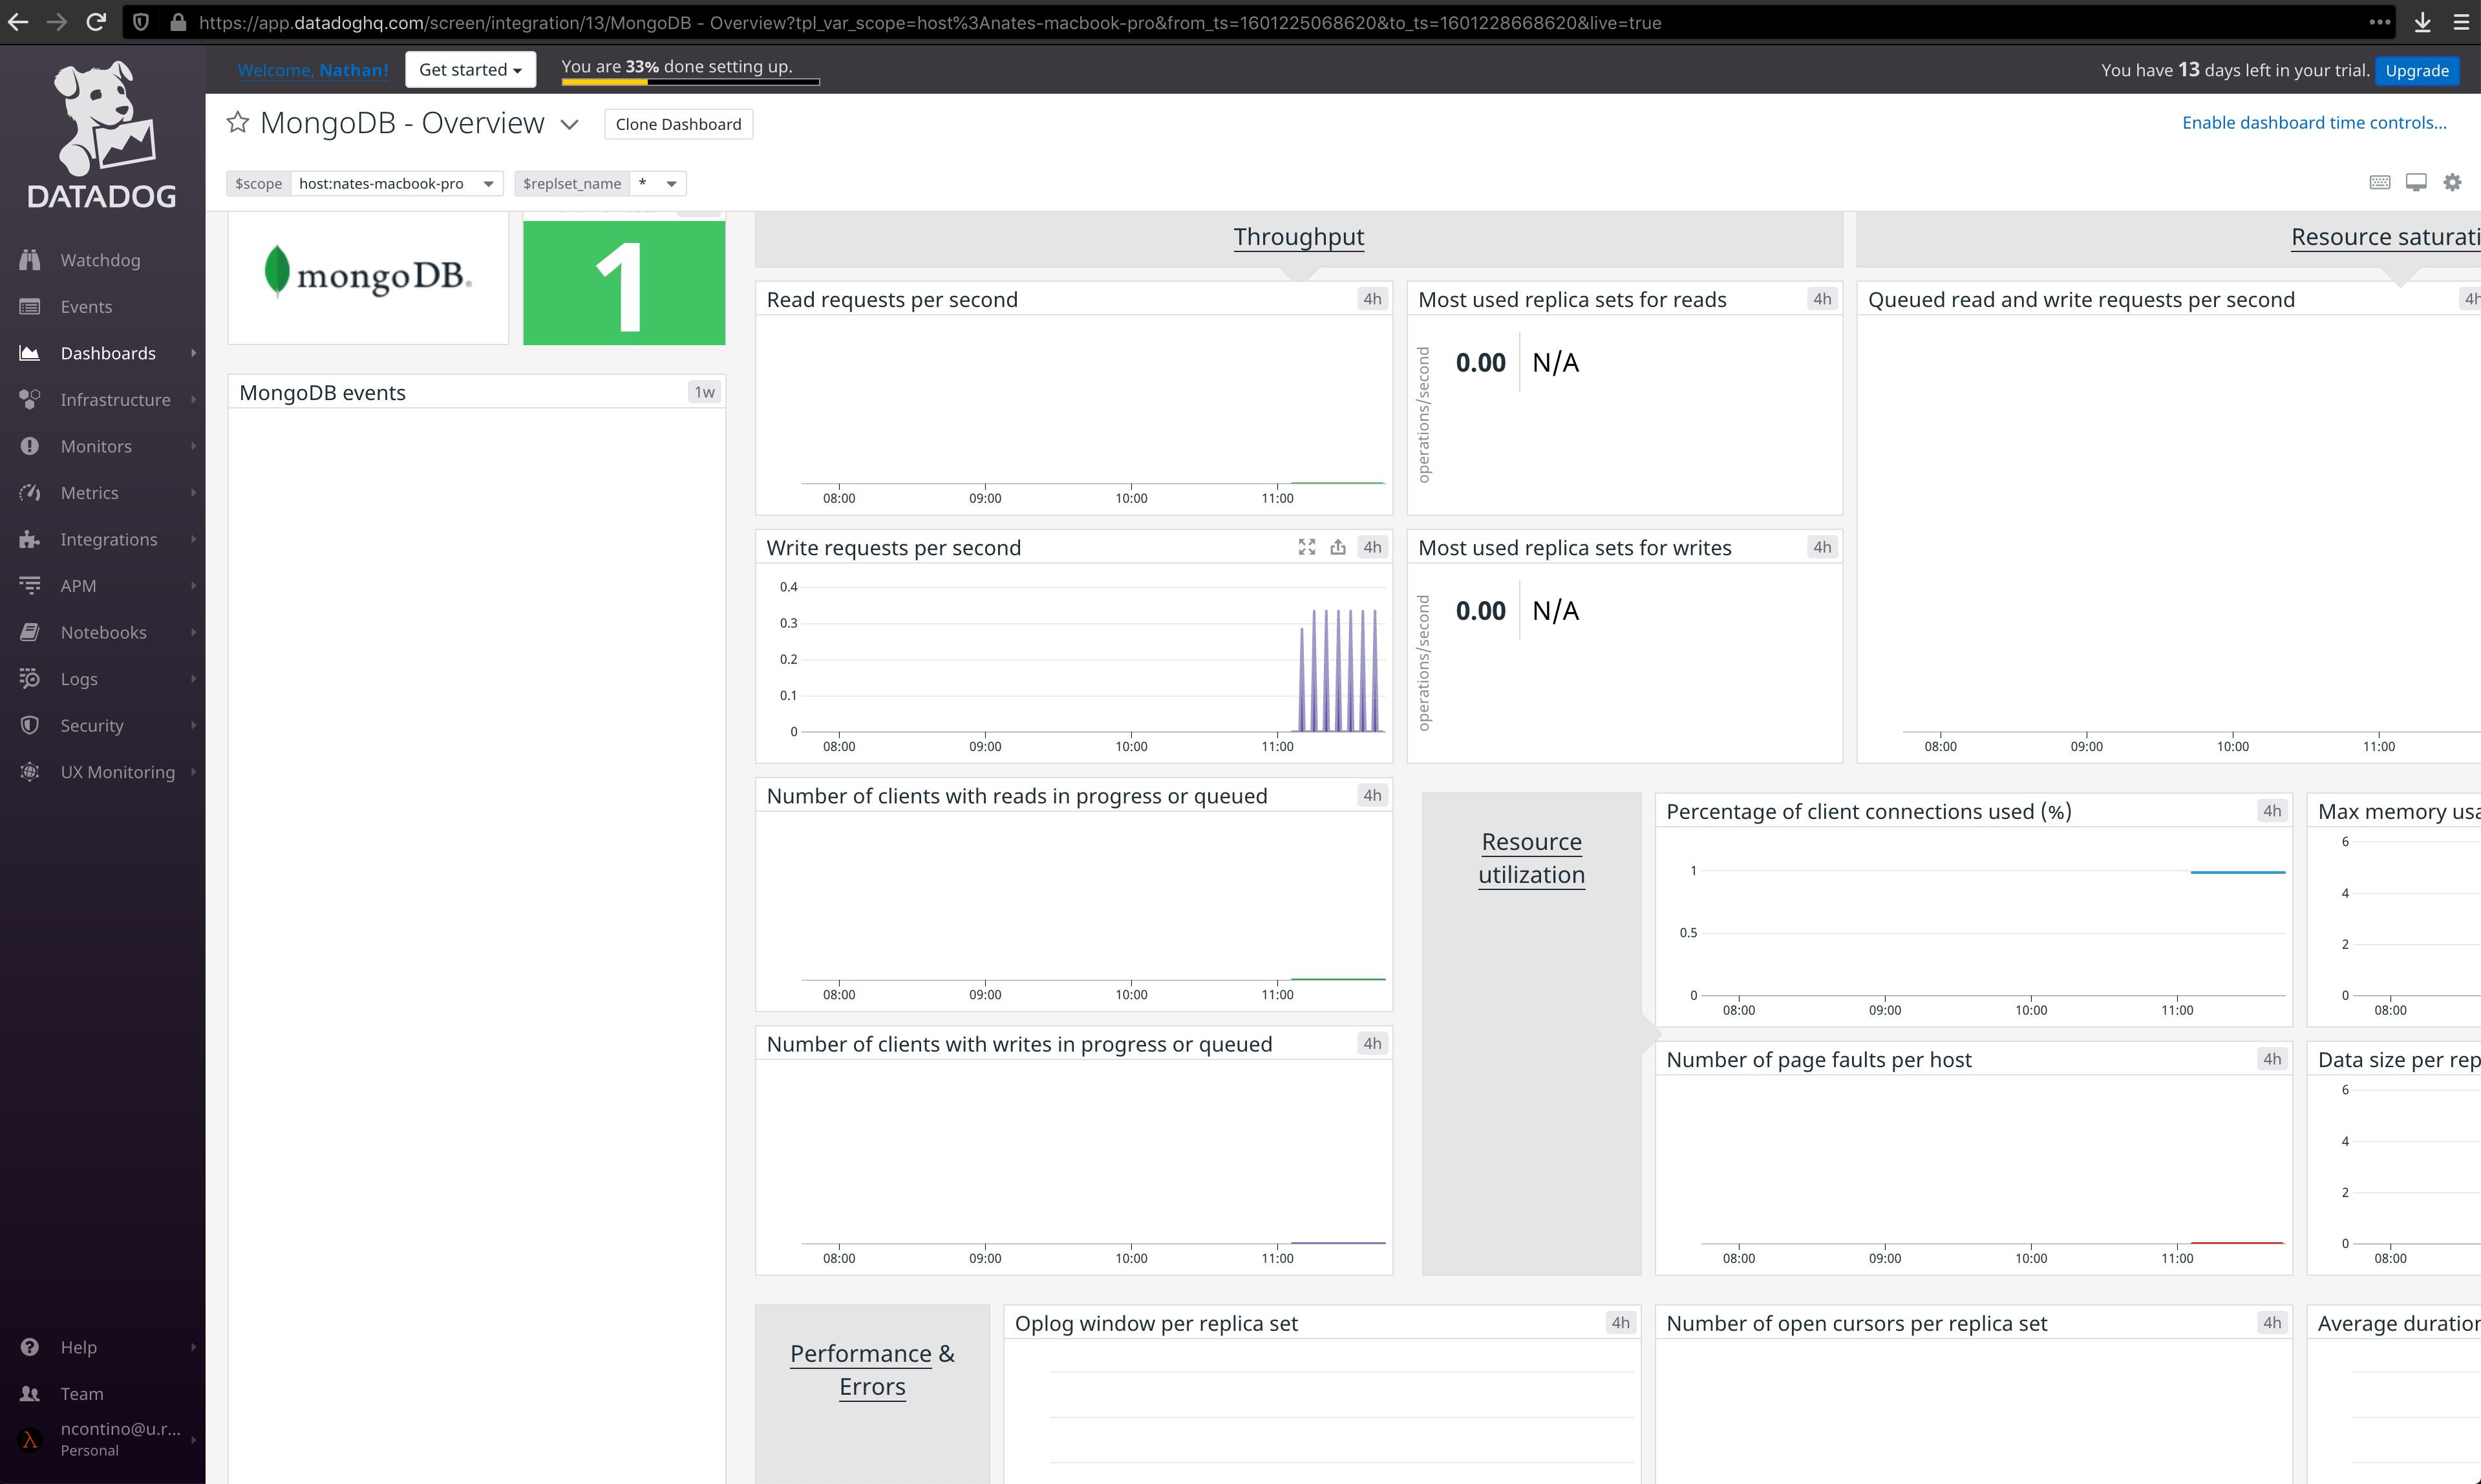 https://app.datadoghq.com/screen/integration/13/MongoDB - Overview?tpl_var_scope=host%3Anates-macbook-pro&from_ts=1601225068620&to_ts=1601228668620&live=true
DATADOG
Watchdog
Events
Dashboards
Infrastructure
Monitors
Metrics
Integrations
APM
Notebooks
Logs
Security
UX Monitoring
Help
Team
ncontino@u.r...
Personal
Welcome, Nathan!
Get started
You are 33% done setting up.
You have 13 days left in your trial.
Upgrade
MongoDB - Overview
Clone Dashboard
Enable dashboard time controls...
$scope host:nates-macbook-pro
$replset_name *
mongoDB.
1
MongoDB events
1w
Throughput
Read requests per second
4h
08:00 09:00 10:00 11:00
Most used replica sets for reads
4h
operations/second
0.00 N/A
Write requests per second
4h
0.4
0.3
0.2
0.1
0
08:00 09:00 10:00 11:00
Most used replica sets for writes
4h
operations/second
0.00 N/A
Number of clients with reads in progress or queued
4h
08:00 09:00 10:00 11:00
Number of clients with writes in progress or queued
4h
08:00 09:00 10:00 11:00
Resource saturati
Queued read and write requests per second
4h
08:00 09:00 10:00 11:00
Resource
utilization
Percentage of client connections used (%)
4h
1
0.5
0
08:00 09:00 10:00 11:00
Max memory usa
6
4
2
0
08:00
Number of page faults per host
4h
08:00 09:00 10:00 11:00
Data size per rep
6
4
2
0
08:00
Performance &
Errors
Oplog window per replica set
4h
Number of open cursors per replica set
4h
Average duration